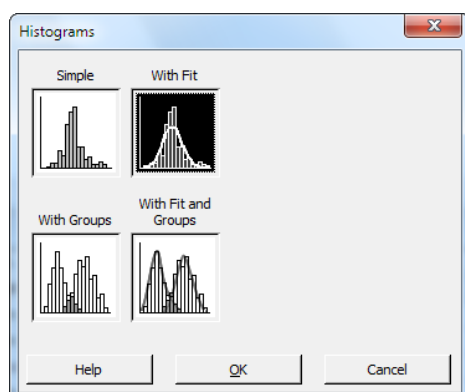 Histograms
Simple
With Fit
With Groups
With Fit and
Groups
Help
OK
Cancel